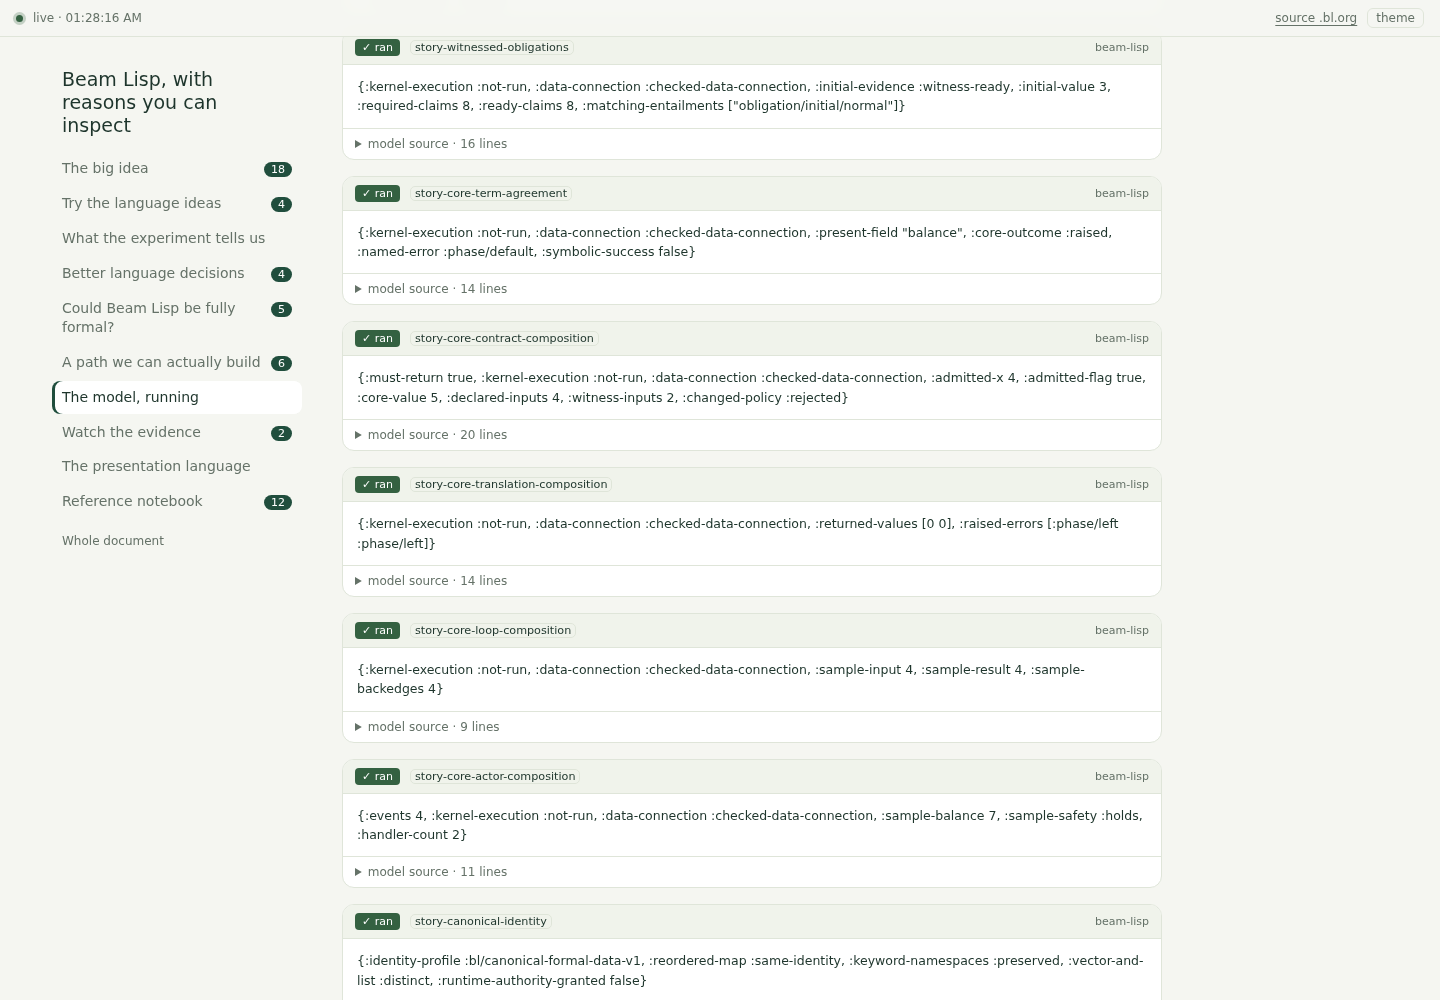 live · 01:28:16 AM
source .bl.org
theme
Beam Lisp, with
reasons you can
inspect
The big idea 18
Try the language ideas 4
What the experiment tells us
Better language decisions 4
Could Beam Lisp be fully 5
formal?
A path we can actually build 6
The model, running
Watch the evidence 2
The presentation language
Reference notebook 12
Whole document
✓ ran story-witnessed-obligations beam-lisp
{:kernel-execution :not-run, :data-connection :checked-data-connection, :initial-evidence :witness-ready, :initial-value 3,
:required-claims 8, :ready-claims 8, :matching-entailments ["obligation/initial/normal"]}
▶ model source · 16 lines
✓ ran story-core-term-agreement beam-lisp
{:kernel-execution :not-run, :data-connection :checked-data-connection, :present-field "balance", :core-outcome :raised,
:named-error :phase/default, :symbolic-success false}
▶ model source · 14 lines
✓ ran story-core-contract-composition beam-lisp
{:must-return true, :kernel-execution :not-run, :data-connection :checked-data-connection, :admitted-x 4, :admitted-flag true,
:core-value 5, :declared-inputs 4, :witness-inputs 2, :changed-policy :rejected}
▶ model source · 20 lines
✓ ran story-core-translation-composition beam-lisp
{:kernel-execution :not-run, :data-connection :checked-data-connection, :returned-values [0 0], :raised-errors [:phase/left
:phase/left]}
▶ model source · 14 lines
✓ ran story-core-loop-composition beam-lisp
{:kernel-execution :not-run, :data-connection :checked-data-connection, :sample-input 4, :sample-result 4, :sample-
backedges 4}
▶ model source · 9 lines
✓ ran story-core-actor-composition beam-lisp
{:events 4, :kernel-execution :not-run, :data-connection :checked-data-connection, :sample-balance 7, :sample-safety :holds,
:handler-count 2}
▶ model source · 11 lines
✓ ran story-canonical-identity beam-lisp
{:identity-profile :bl/canonical-formal-data-v1, :reordered-map :same-identity, :keyword-namespaces :preserved, :vector-and-
list :distinct, :runtime-authority-granted false}